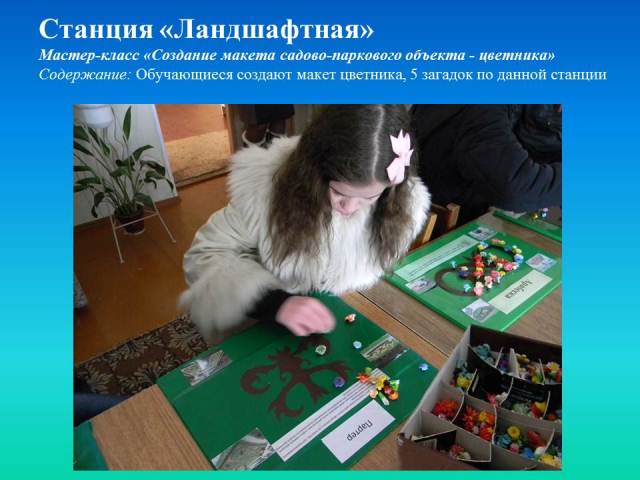 Станция «Ландшафтная»
Мастер-класс «Создание макета садово-паркового объекта - цветника»
Содержание: Обучающиеся создают макет цветника, 5 загадок по данной станции
Арабеска
Партер